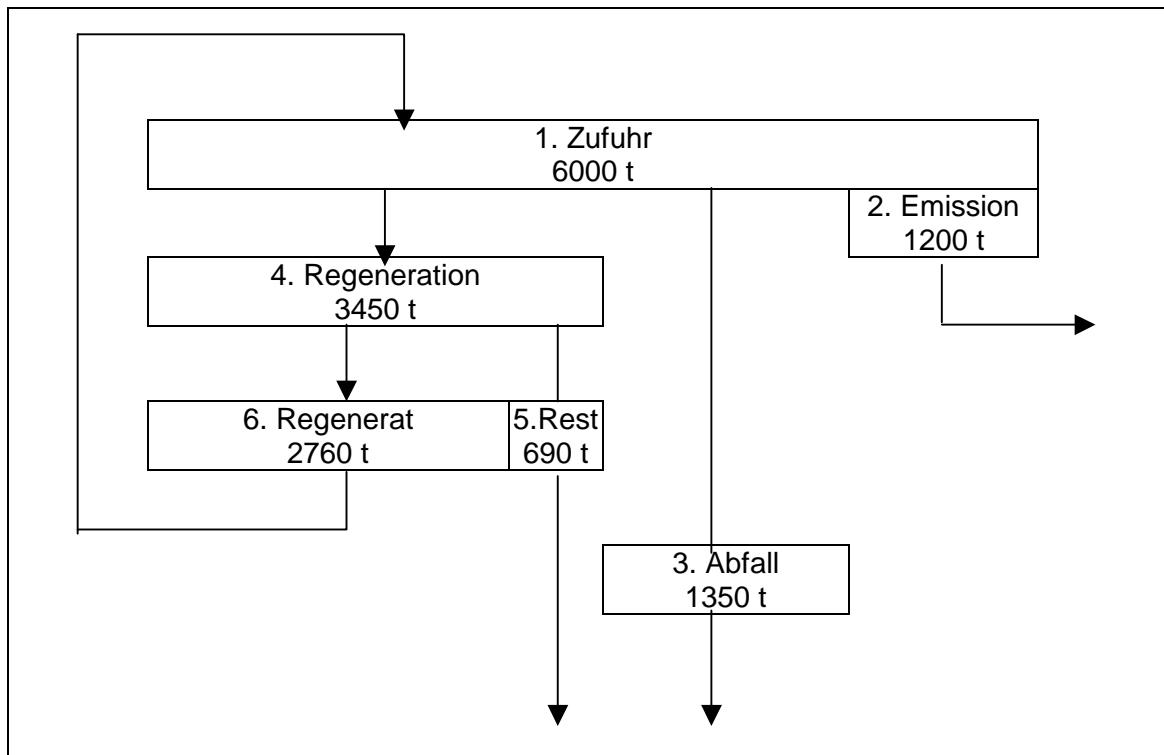 1. Zufuhr
6000 t
2. Emission
1200 t
4. Regeneration
3450 t
6. Regenerat
2760 t
5.Rest
690 t
3. Abfall
1350 t